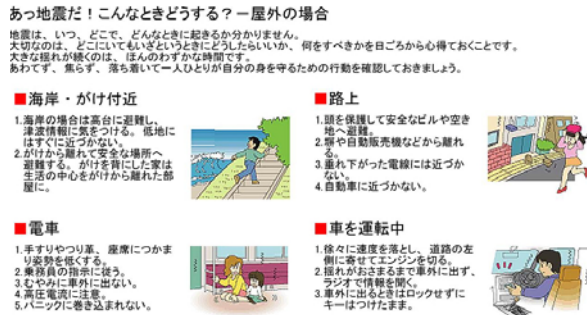 あっ地震だ！こんなときどうする？－屋外の場合
地震は、いつ、どこで、どんなときに起きるか分かりません。
大切なのは、どこにいてもいざというときにどうしたらいいか、何をすべきかを日ごろから心得ておくことです。
大きな揺れが続くのは、ほんのわずかな時間です。
あわてず、焦らず、落ち着いて一人ひとりが自分の身を守るための行動を確認しておきましょう。
■海岸・がけ付近
1.海岸の場合は高台に避難し、
津波情報に気をつける。低地に
はすぐに近づかない。
2.がけから離れて安全な場所へ
避難する。がけを背にした家は
生活の中心をがけから離れた部
屋に。
■路上
1.頭を保護して安全なビルや空き
地へ避難。
2.塀や自動販売機などから離れ
る。
3.垂れ下がった電線には近づか
ない。
4.自動車に近づかない。
■電車
1.手すりやつり革、座席につかま
り姿勢を低くする。
2.乗務員の指示に従う。
3.むやみに車外に出ない。
4.高圧電流に注意。
5.パニックに巻き込まれない。
■車を運転中
1.徐々に速度を落とし、道路の左
側に寄せてエンジンを切る。
2.揺れがおさまるまで車外に出ず、
ラジオで情報を聞く。
3.車外に出るときはロックせずに
キーはつけたまま。